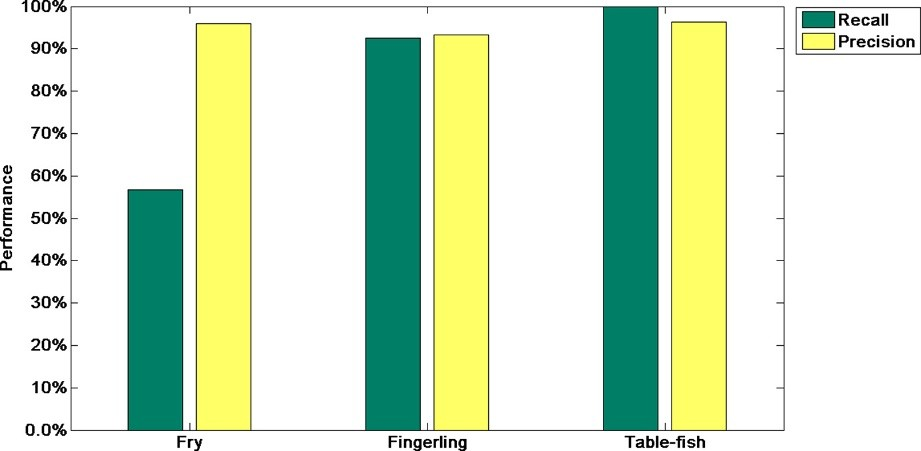 100%
90%
80%
70%
60%
50%
40%
30%
20%
10%
0.0%
Performance
Fry
Fingerling
Table-fish
Recall
Precision